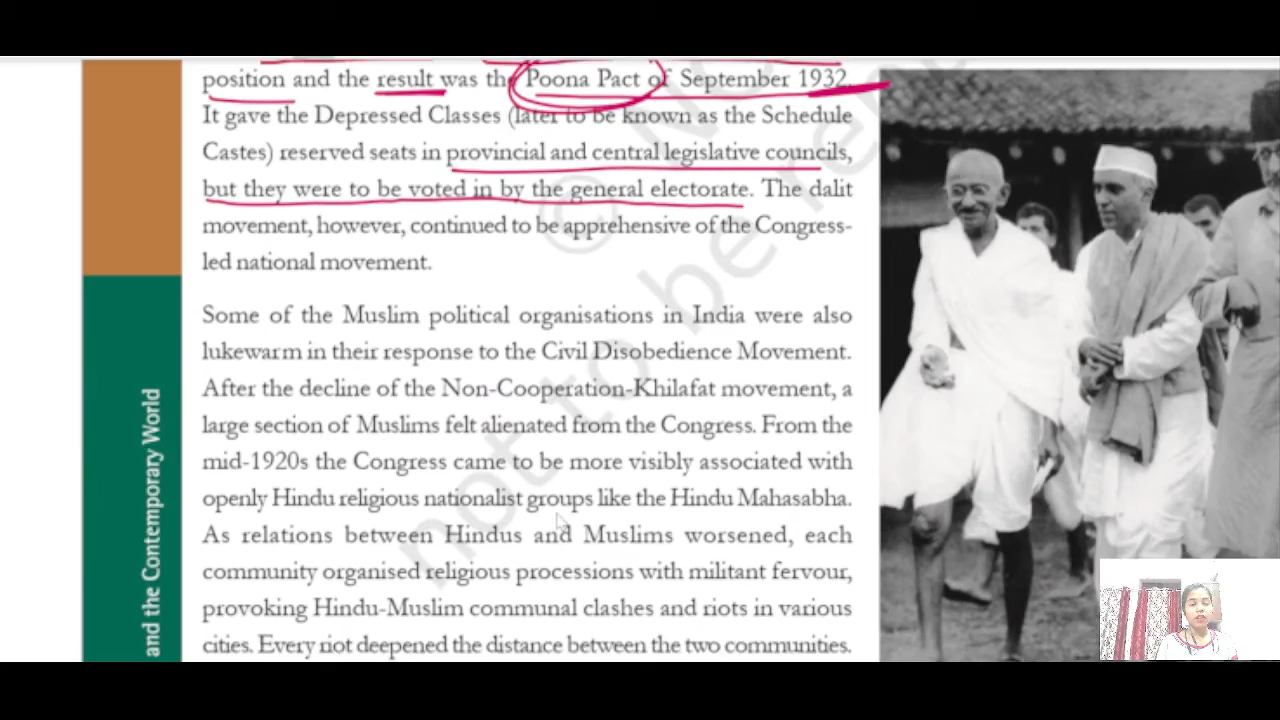 position and the result was the Poona Pact of September 1932.
It gave the Depressed Classes (later to be known as the Schedule
Castes) reserved seats in provincial and central legislative councils,
but they were to be voted in by the general electorate. The dalit
movement, however, continued to be apprehensive of the Congress-
led national movement.
Some of the Muslim political organisations in India were also
lukewarm in their response to the Civil Disobedience Movement.
After the decline of the Non-Cooperation-Khilafat movement, a
large section of Muslims felt alienated from the Congress. From the
mid-1920s the Congress came to be more visibly associated with
openly Hindu religious nationalist groups like the Hindu Mahasabha.
As relations between Hindus and Muslims worsened, each
community organised religious processions with militant fervour,
provoking Hindu-Muslim communal clashes and riots in various
cities. Every riot deepened the distance between the two communities.
and the Contemporary World
not to be re